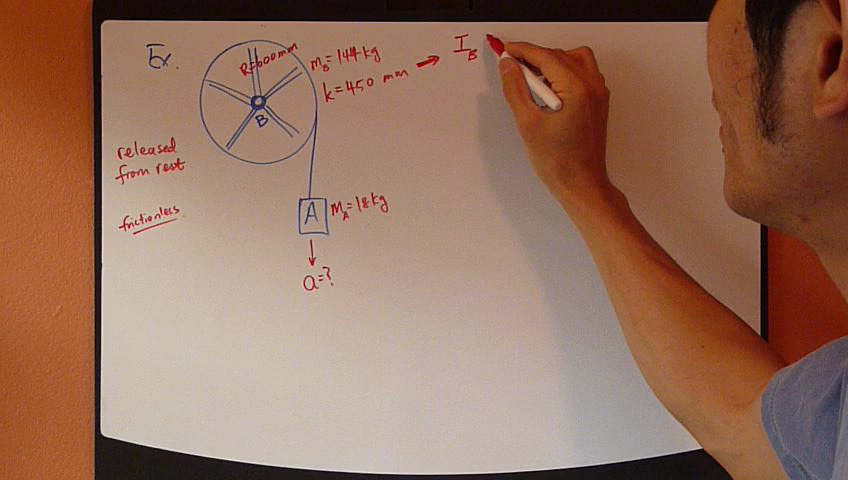 Ex.
R=600mm
m_B=144 kg
k=450 mm → I_B
B
released
from rest
frictionless
A
m_A=18 kg
a=?